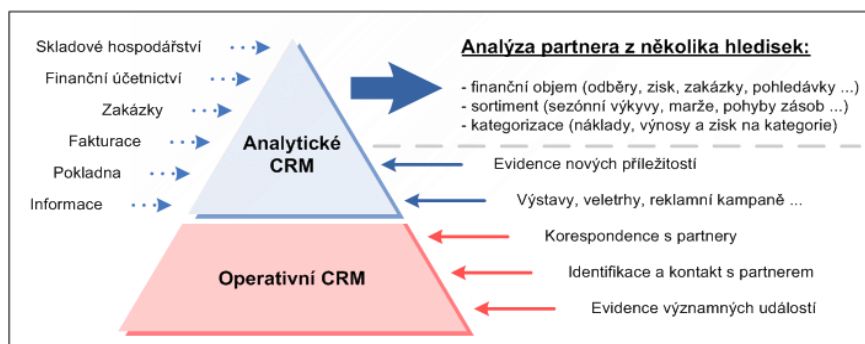 Skladové hospodářství
Finanční účetnictví
Zakázky
Fakturace
Pokladna
Informace
Analytické
CRM
Operativní CRM
Analýza partnera z několika hledisek:
- finanční objem (odběry, zisk, zakázky, pohledávky ...)
- sortiment (sezónní výkyvy, marže, pohyby zásob ...)
- kategorizace (náklady, výnosy a zisk na kategorie)
Evidence nových příležitostí
Výstavy, veletrhy, reklamní kampaně ...
Korespondence s partnery
Identifikace a kontakt s partnerem
Evidence významných událostí